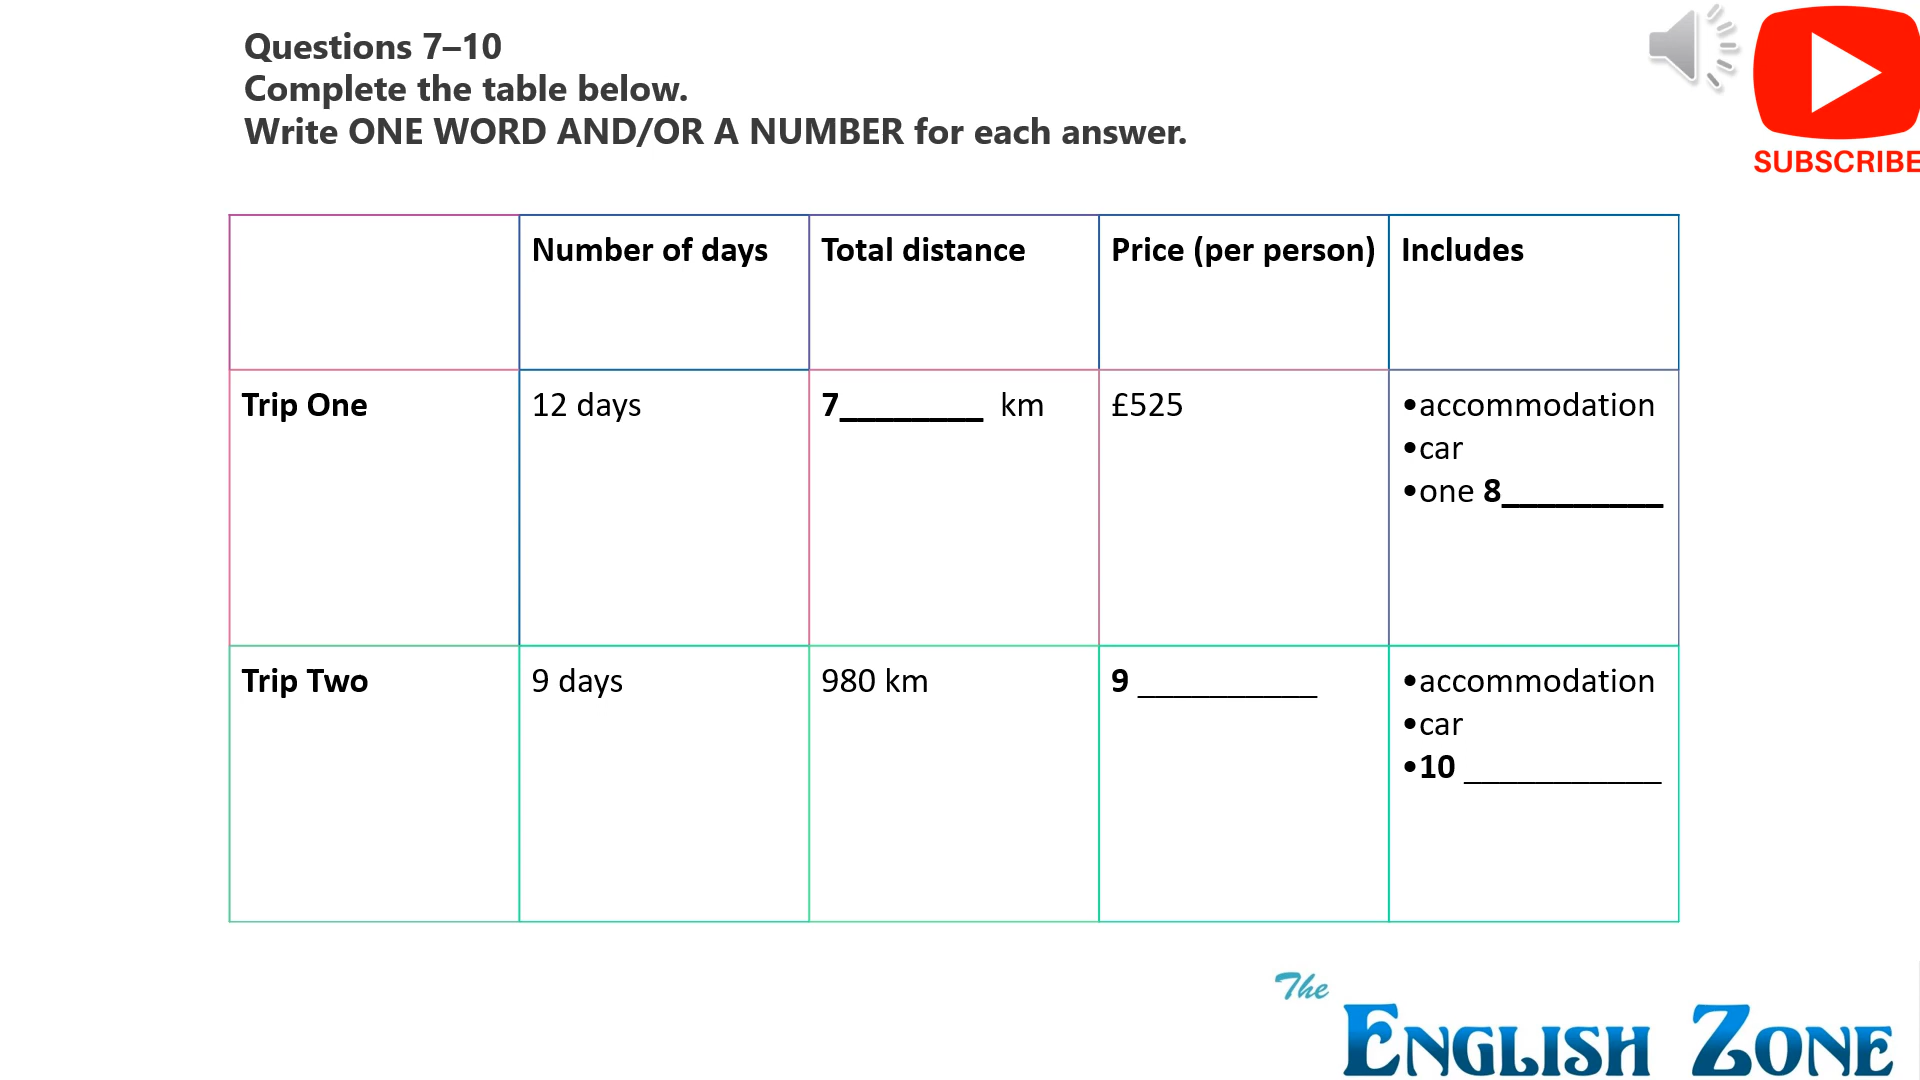 Questions 7–10
Complete the table below.
Write ONE WORD AND/OR A NUMBER for each answer.
SUBSCRIBE
Number of days
Total distance
Price (per person)
Includes
Trip One
12 days
7________ km
£525
•accommodation
•car
•one 8_________
Trip Two
9 days
980 km
9 __________
•accommodation
•car
•10 ___________
The
ENGLISH ZONE